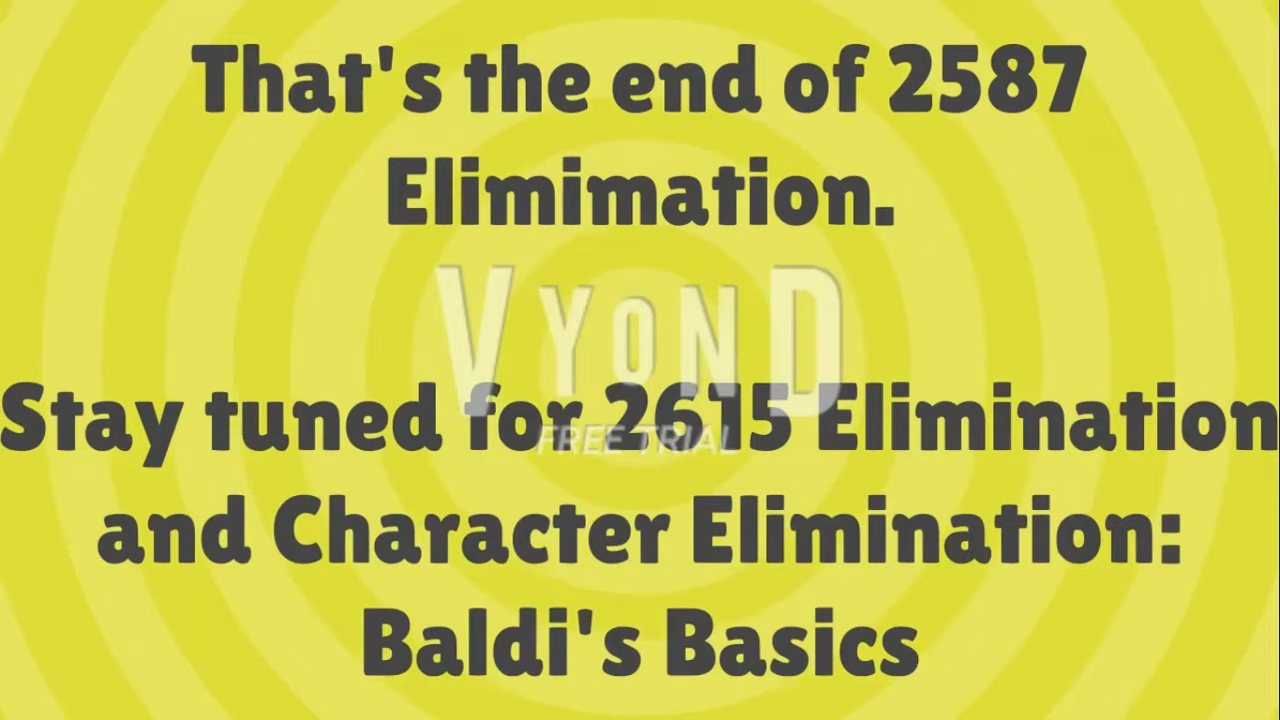 That's the end of 2587
Elimimation.
VYOND
Stay tuned for 2615 Elimination
FREE TRIAL
and Character Elimination:
Baldi's Basics